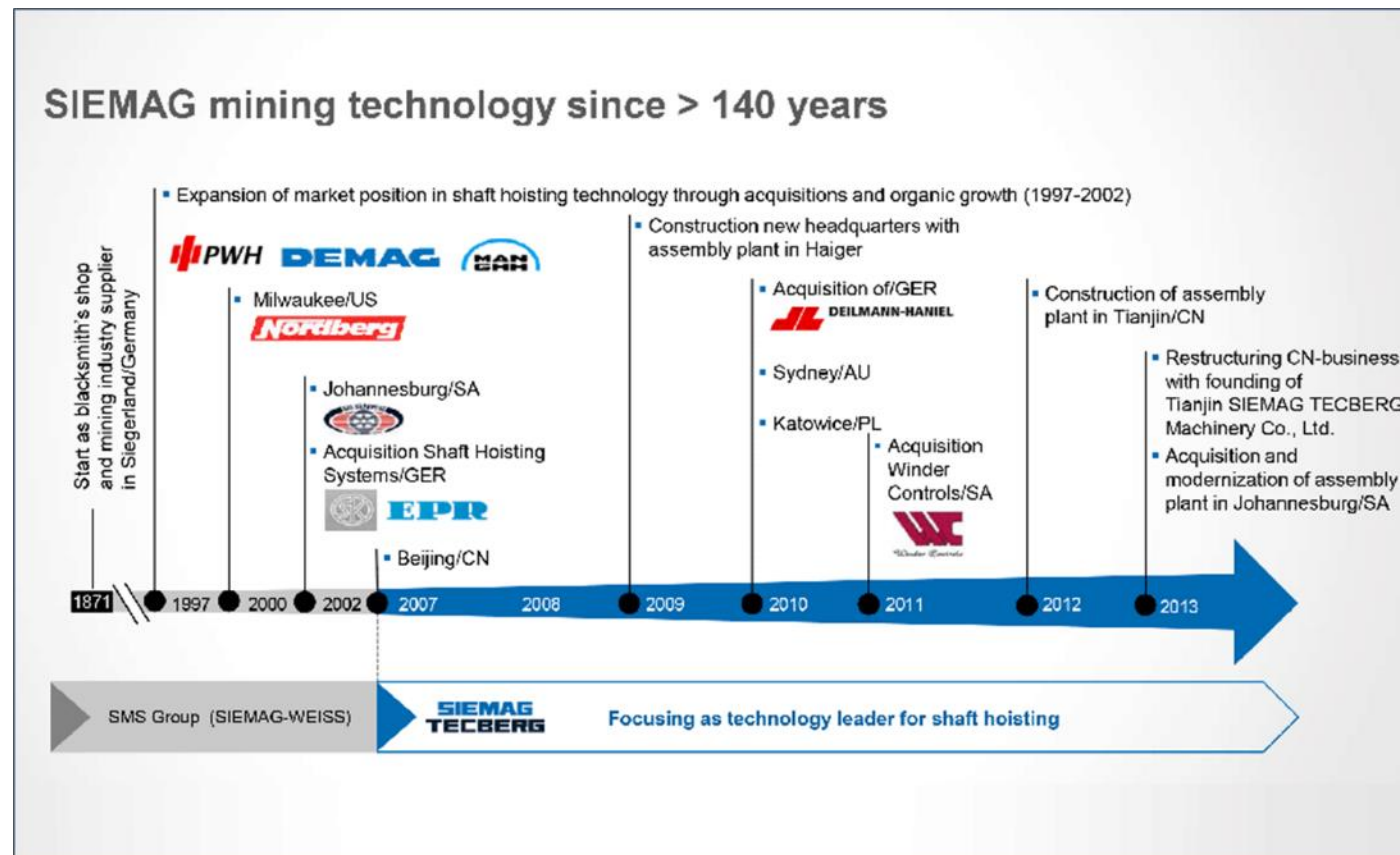 SIEMAG mining technology since > 140 years
▪ Expansion of market position in shaft hoisting technology through acquisitions and organic growth (1997-2002)
PWH
DEMAG
MAN
GHH
Start as blacksmith's shop
and mining industry supplier
in Siegerland/Germany
▪ Milwaukee/US
Nordberg
▪ Johannesburg/SA
▪ Acquisition Shaft Hoisting
Systems/GER
EPR
▪ Beijing/CN
▪ Construction new headquarters with
assembly plant in Haiger
▪ Acquisition of/GER
DEILMANN-HANIEL
▪ Sydney/AU
▪ Katowice/PL
▪ Acquisition
Winder
Controls/SA
Winder Controls
▪ Construction of assembly
plant in Tianjin/CN
▪ Restructuring CN-business
with founding of
Tianjin SIEMAG TECBERG
Machinery Co., Ltd.
▪ Acquisition and
modernization of assembly
plant in Johannesburg/SA
1871 1997 2000 2002 2007 2008 2009 2010 2011 2012 2013
SMS Group (SIEMAG-WEISS)
SIEMAG
TECBERG
Focusing as technology leader for shaft hoisting